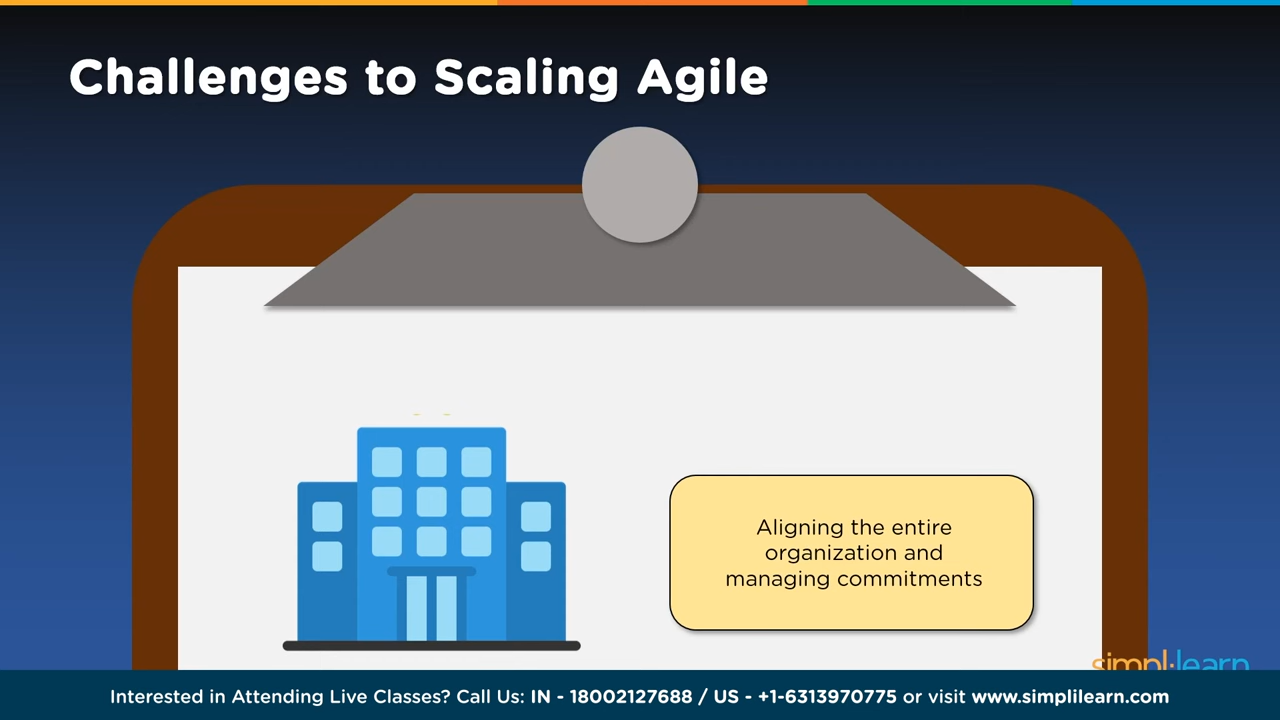 Challenges to Scaling Agile
Aligning the entire
organization and
managing commitments
simplilearn
Interested in Attending Live Classes? Call Us: IN - 18002127688 / US - +1-6313970775 or visit www.simplilearn.com